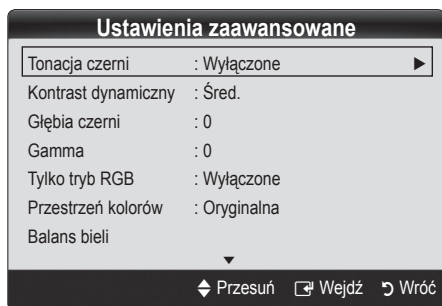 Ustawienia zaawansowane
Tonacja czerni : Wyłączone
Kontrast dynamiczny : Śred.
Głębia czerni : 0
Gamma : 0
Tylko tryb RGB : Wyłączone
Przestrzeń kolorów : Oryginalna
Balans bieli
Przesuń Wejdź Wróć